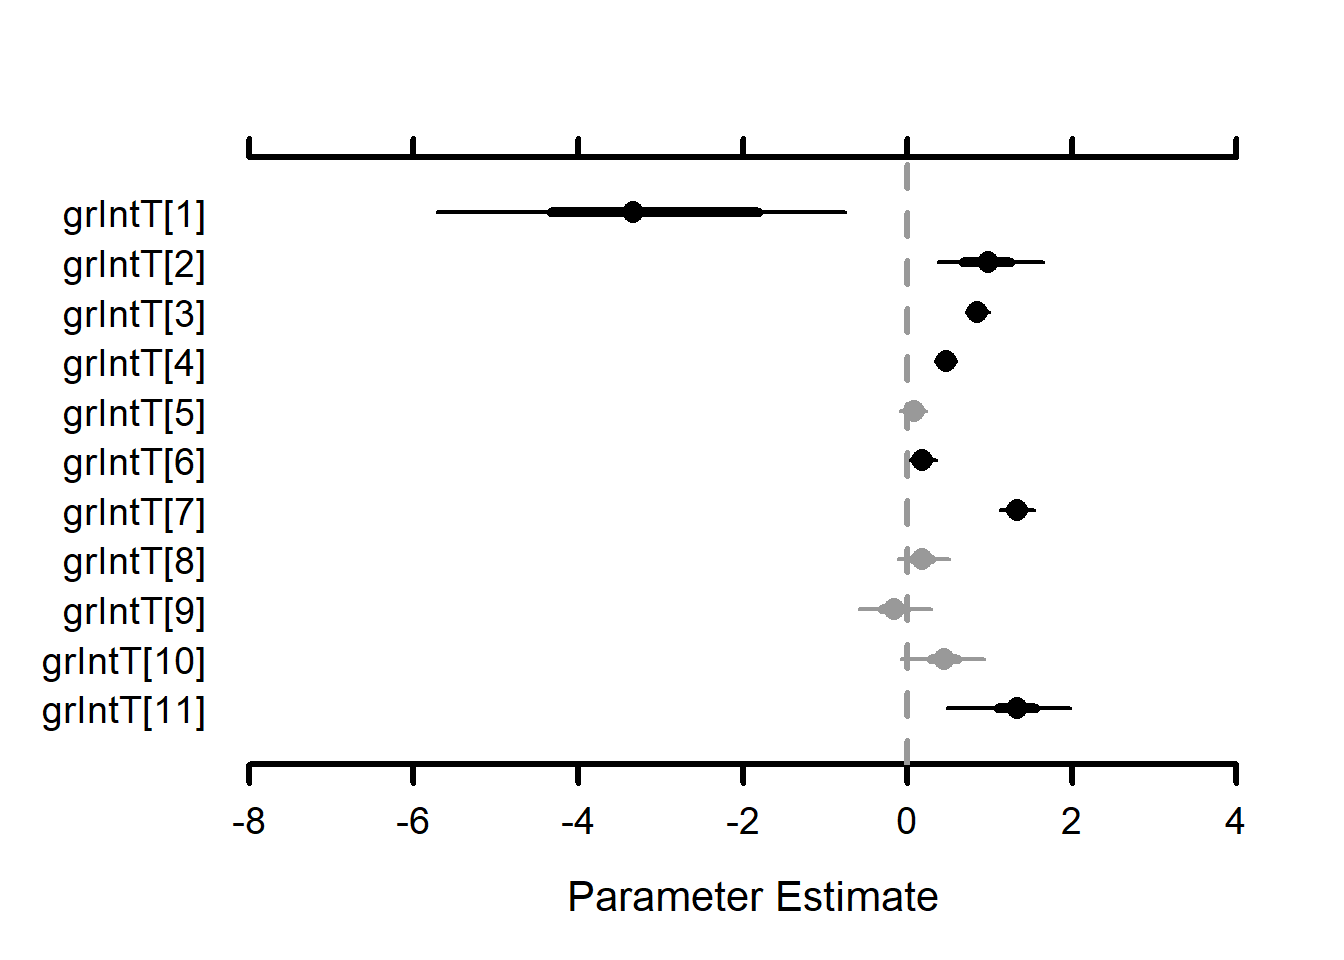 grIntT[1]
grIntT[2]
grIntT[3]
grIntT[4]
grIntT[5]
grIntT[6]
grIntT[7]
grIntT[8]
grIntT[9]
grIntT[10]
grIntT[11]
-8 -6 -4 -2 0 2 4
Parameter Estimate